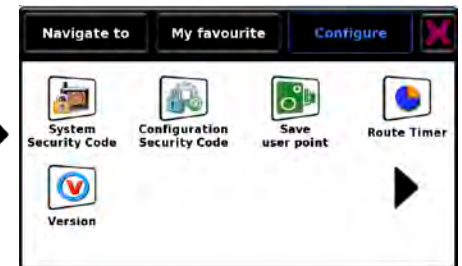 Navigate to
My favourite
Configure
System
Security Code
Configuration
Security Code
Save
user point
Route Timer
Version